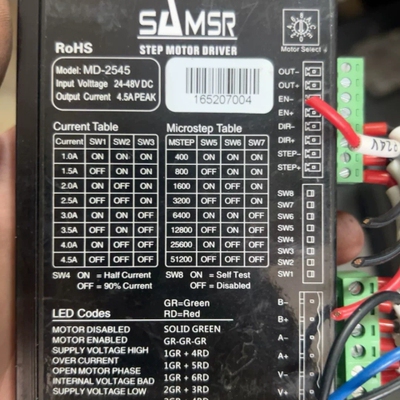 SAMSR
STEP MOTOR DRIVER
RoHS
Motor Select
Model: MD-2545
Input Volttage 24-48V DC
Output Current 4.5A PEAK
165207004
OUT-
OUT+
EN-
EN+
DIR-
DIR+
STEP-
STEP+
Current Table
Current SW1 SW2 SW3
1.0A ON ON ON
1.5A OFF ON ON
2.0A ON OFF ON
2.5A OFF OFF ON
3.0A ON ON OFF
3.5A OFF ON OFF
4.0A ON OFF OFF
4.5A OFF OFF OFF
Microstep Table
MSTEP SW5 SW6 SW7
400 ON ON ON
800 OFF ON ON
1600 ON OFF ON
3200 OFF OFF ON
6400 ON ON OFF
12800 OFF ON OFF
25600 ON OFF OFF
51200 OFF OFF OFF
SW4 ON = Half Current
OFF = 90% Current
SW8 ON = Self Test
OFF = Disabled
SW8
SW7
SW6
SW5
SW4
SW3
SW2
SW1
LED Codes
GR=Green
RD=Red
MOTOR DISABLED SOLID GREEN
MOTOR ENABLED GR-GR-GR
SUPPLY VOLTAGE HIGH 1GR + 4RD
OVER CURRENT 1GR + 5RD
OPEN MOTOR PHASE 1GR + 6RD
INTERNAL VOLTAGE BAD 1GR + 3RD
SUPPLY VOLTAGE LOW 2GR + 3RD
B-
B+
A-
A+
V-
V+